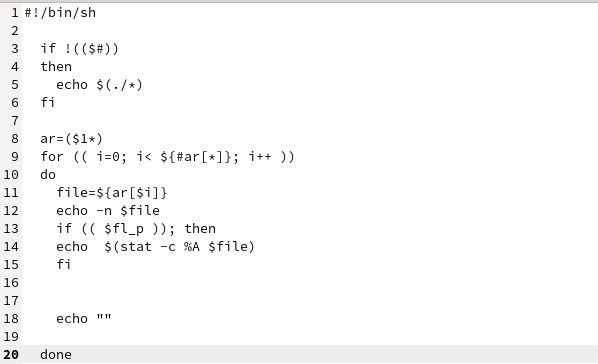 1 #!/bin/sh
2
3 if !(($#))
4 then
5 echo $(./*)
6 fi
7
8 ar=($1*)
9 for (( i=0; i< ${#ar[*]}; i++ ))
10 do
11 file=${ar[$i]}
12 echo -n $file
13 if (( $fl_p )); then
14 echo  $(stat -c %A $file)
15 fi
16
17
18 echo ""
19
20 done